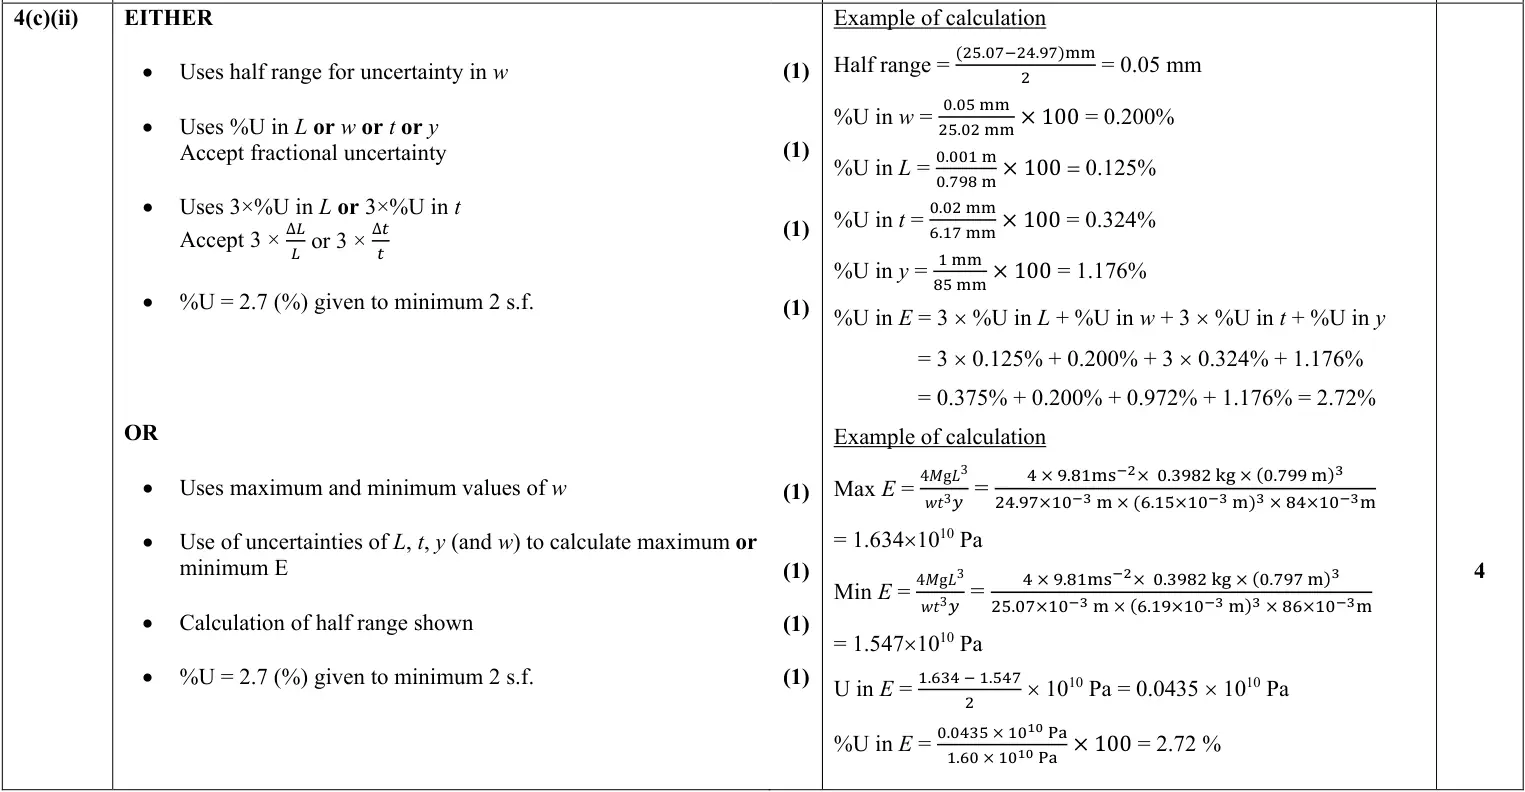 4(c)(ii)
EITHER
• Uses half range for uncertainty in w (1)
• Uses %U in L or w or t or y
Accept fractional uncertainty (1)
• Uses 3×%U in L or 3×%U in t
Accept 3 × ΔL/L or 3 × Δt/t (1)
• %U = 2.7 (%) given to minimum 2 s.f. (1)
OR
• Uses maximum and minimum values of w (1)
• Use of uncertainties of L, t, y (and w) to calculate maximum or
minimum E (1)
• Calculation of half range shown (1)
• %U = 2.7 (%) given to minimum 2 s.f. (1)
Example of calculation
Half range = (25.07−24.97)mm/2 = 0.05 mm
%U in w = 0.05 mm/25.02 mm × 100 = 0.200%
%U in L = 0.001 m/0.798 m × 100 = 0.125%
%U in t = 0.02 mm/6.17 mm × 100 = 0.324%
%U in y = 1 mm/85 mm × 100 = 1.176%
%U in E = 3 × %U in L + %U in w + 3 × %U in t + %U in y
= 3 × 0.125% + 0.200% + 3 × 0.324% + 1.176%
= 0.375% + 0.200% + 0.972% + 1.176% = 2.72%
Example of calculation
Max E = 4MgL³/wt³y = 4 × 9.81ms⁻² × 0.3982 kg × (0.799 m)³/24.97×10⁻³ m × (6.15×10⁻³ m)³ × 84×10⁻³m
= 1.634×10¹⁰ Pa
Min E = 4MgL³/wt³y = 4 × 9.81ms⁻² × 0.3982 kg × (0.797 m)³/25.07×10⁻³ m × (6.19×10⁻³ m)³ × 86×10⁻³m
= 1.547×10¹⁰ Pa
U in E = 1.634 − 1.547/2 × 10¹⁰ Pa = 0.0435 × 10¹⁰ Pa
%U in E = 0.0435 × 10¹⁰ Pa/1.60 × 10¹⁰ Pa × 100 = 2.72 %
4